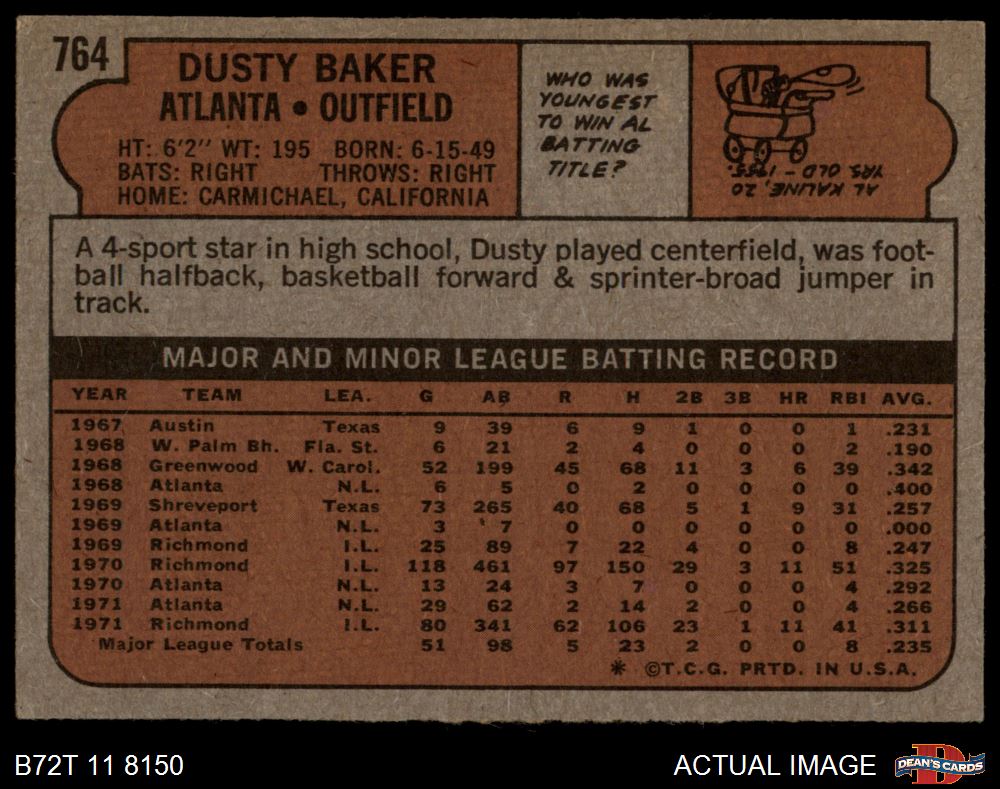 764
DUSTY BAKER
ATLANTA • OUTFIELD
HT: 6'2" WT: 195 BORN: 6-15-49
BATS: RIGHT THROWS: RIGHT
HOME: CARMICHAEL, CALIFORNIA
WHO WAS
YOUNGEST
TO WIN AL
BATTING
TITLE?
AL KALINE, 20
YRS OLD - 1955.
A 4-sport star in high school, Dusty played centerfield, was foot-
ball halfback, basketball forward & sprinter-broad jumper in
track.
MAJOR AND MINOR LEAGUE BATTING RECORD
YEAR TEAM LEA. G AB R H 2B 3B HR RBI AVG.
1967 Austin Texas 9 39 6 9 1 0 0 1 .231
1968 W. Palm Bh. Fla. St. 6 21 2 4 0 0 0 2 .190
1968 Greenwood W. Carol. 52 199 45 68 11 3 6 39 .342
1968 Atlanta N.L. 6 5 0 2 0 0 0 0 .400
1969 Shreveport Texas 73 265 40 68 5 1 9 31 .257
1969 Atlanta N.L. 3 7 0 0 0 0 0 0 .000
1969 Richmond I.L. 25 89 7 22 4 0 0 8 .247
1970 Richmond I.L. 118 461 97 150 29 3 11 51 .325
1970 Atlanta N.L. 13 24 3 7 0 0 0 4 .292
1971 Atlanta N.L. 29 62 2 14 2 0 0 4 .266
1971 Richmond I.L. 80 341 62 106 23 1 11 41 .311
Major League Totals 51 98 5 23 2 0 0 8 .235
* ©T.C.G. PRTD. IN U.S.A.
B72T 11 8150
ACTUAL IMAGE
DEAN'S CARDS